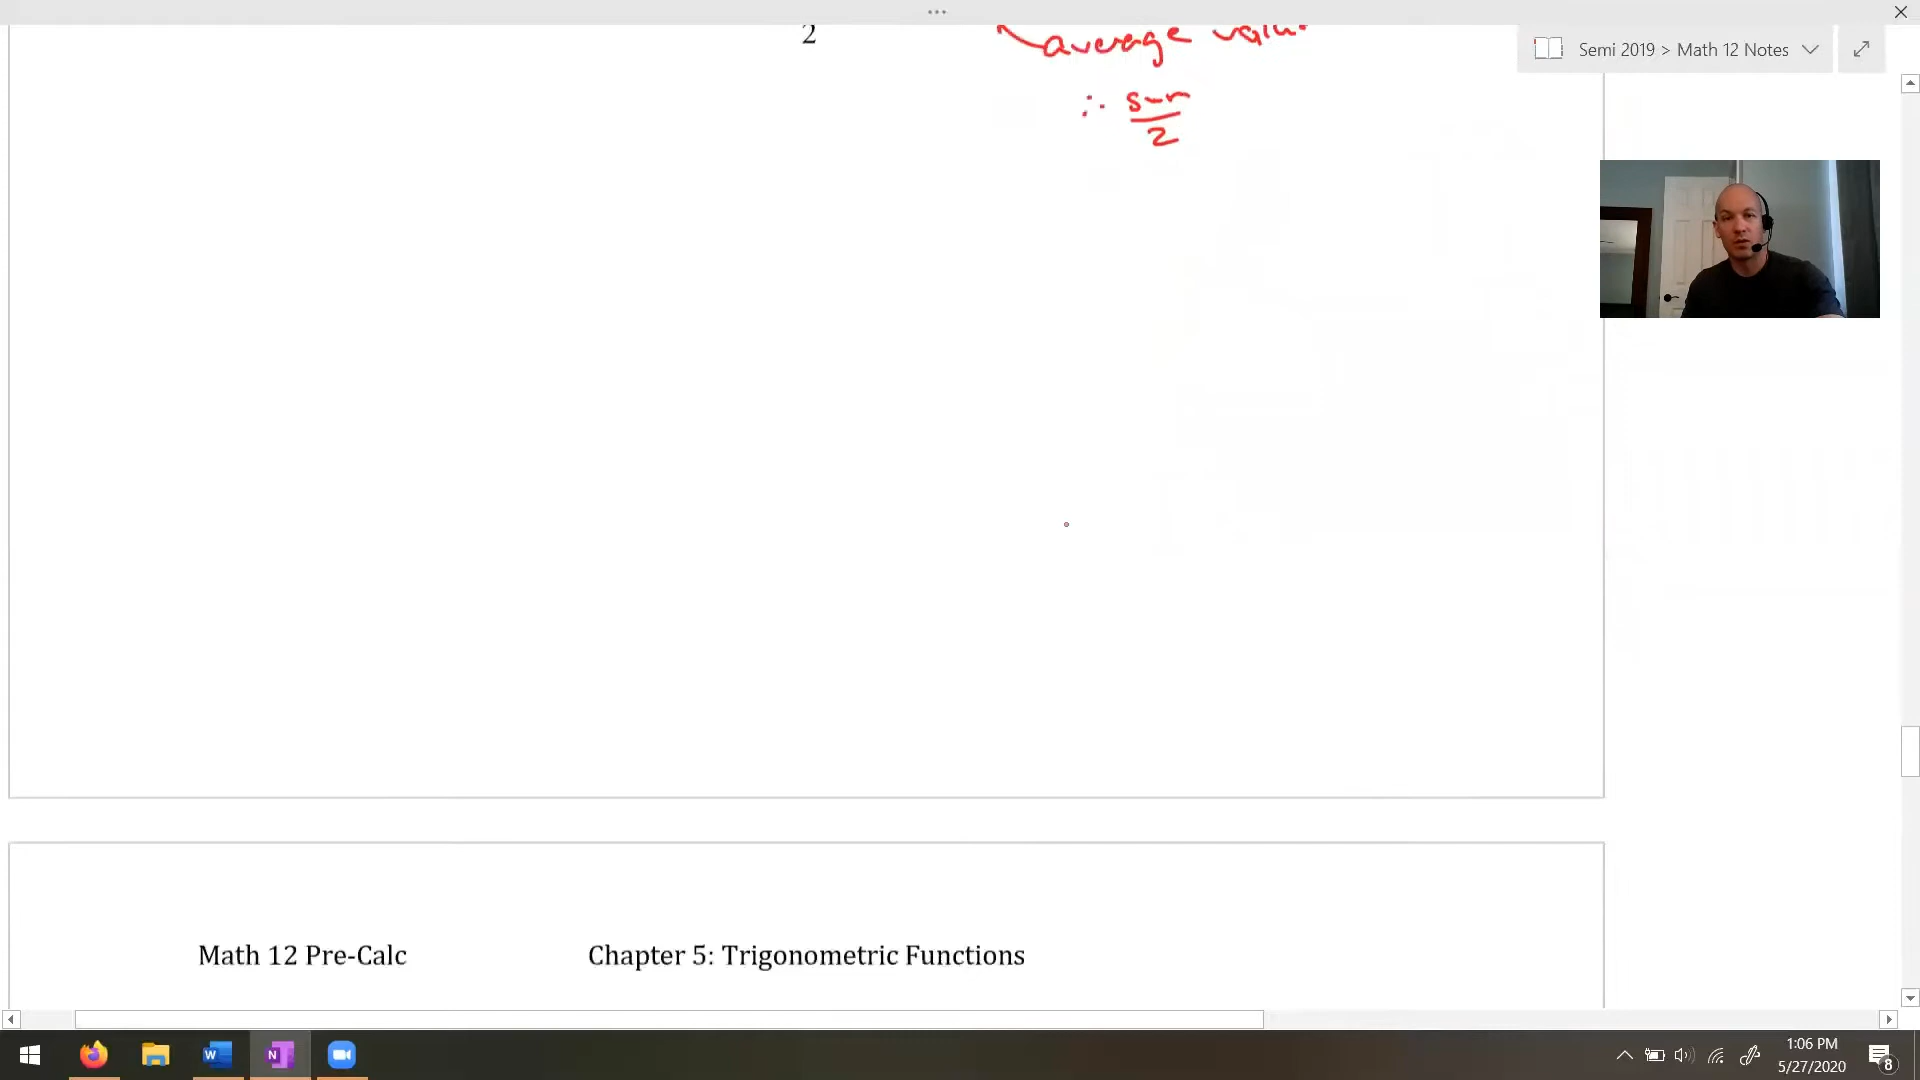 ...
2
average
Semi 2019 > Math 12 Notes
∴ sum
2
Math 12 Pre-Calc Chapter 5: Trigonometric Functions
W
N
1:06 PM
5/27/2020
8